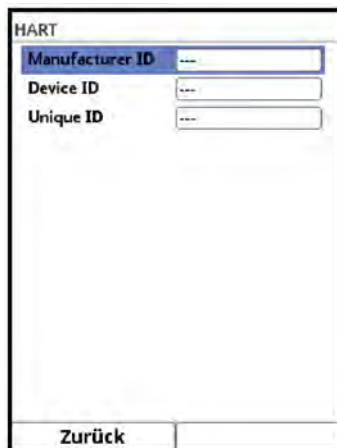 HART
Manufacturer ID ---
Device ID ---
Unique ID ---
Zurück